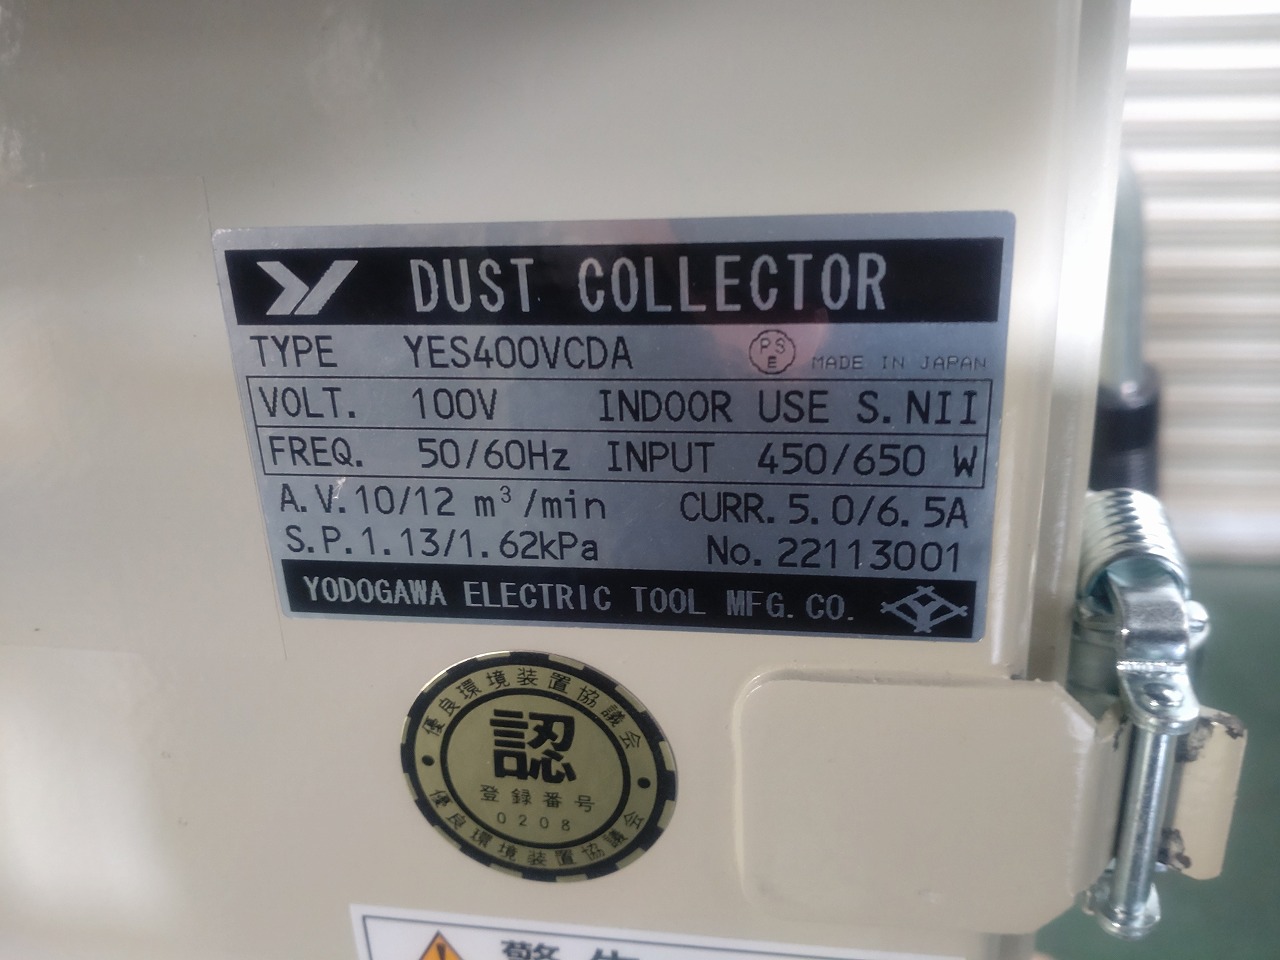 DUST COLLECTOR
TYPE YES400VCDA PS E MADE IN JAPAN
VOLT. 100V INDOOR USE S.NII
FREQ. 50/60Hz INPUT 450/650 W
A.V.10/12 m³/min CURR.5.0/6.5A
S.P.1.13/1.62kPa No.22113001
YODOGAWA ELECTRIC TOOL MFG.CO.
優良環境装置協議会
認
登録番号
0208
優良環境装置協議会